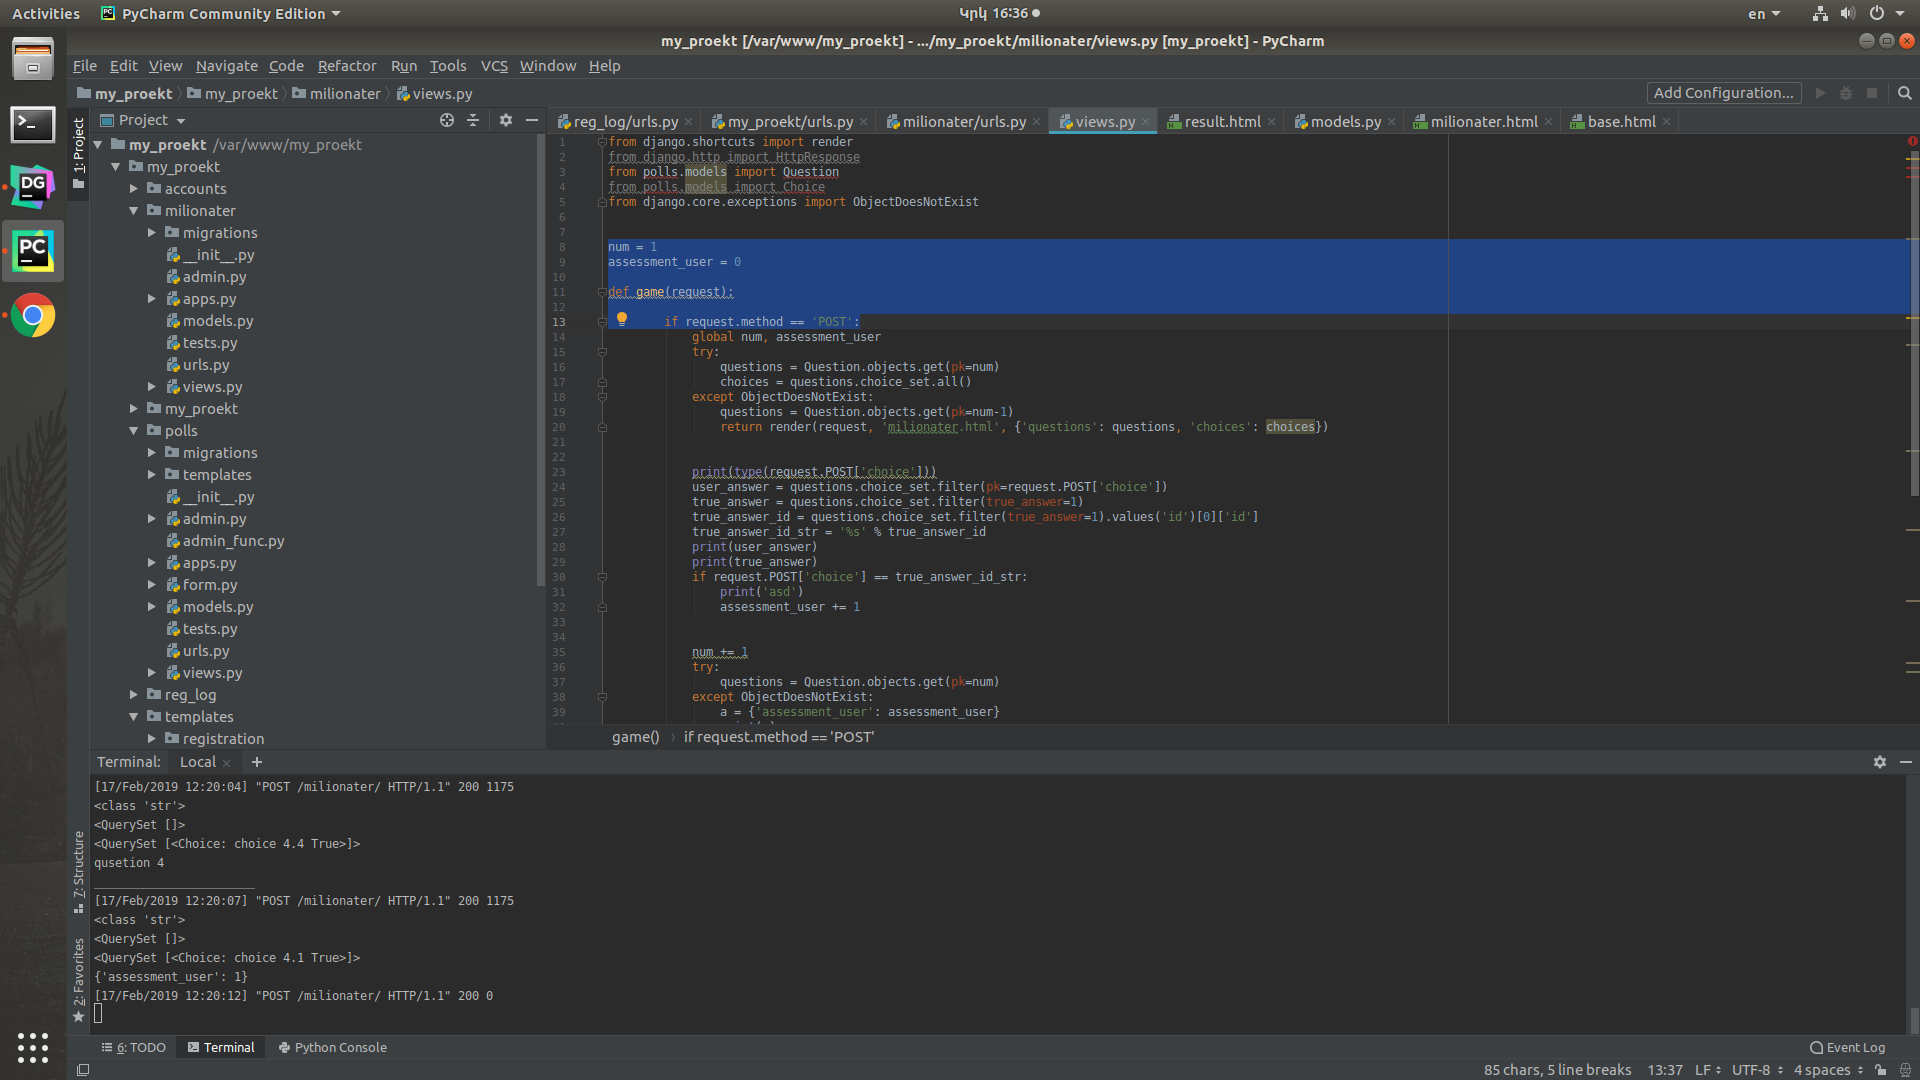 Activities
PyCharm Community Edition
Կիկ 16:36
en
my_proekt [/var/www/my_proekt] - .../my_proekt/milionater/views.py [my_proekt] - PyCharm
File Edit View Navigate Code Refactor Run Tools VCS Window Help
my_proekt my_proekt milionater views.py
Add Configuration...
1: Project
Project
my_proekt /var/www/my_proekt
my_proekt
accounts
milionater
migrations
__init__.py
admin.py
apps.py
models.py
tests.py
urls.py
views.py
my_proekt
polls
migrations
templates
__init__.py
admin.py
admin_func.py
apps.py
form.py
models.py
tests.py
urls.py
views.py
reg_log
templates
registration
reg_log/urls.py my_proekt/urls.py milionater/urls.py views.py result.html models.py milionater.html base.html
1 from django.shortcuts import render
2 from django.http import HttpResponse
3 from polls.models import Question
4 from polls.models import Choice
5 from django.core.exceptions import ObjectDoesNotExist
6
7
8 num = 1
9 assessment_user = 0
10
11 def game(request):
12
13 if request.method == 'POST':
14 global num, assessment_user
15 try:
16 questions = Question.objects.get(pk=num)
17 choices = questions.choice_set.all()
18 except ObjectDoesNotExist:
19 questions = Question.objects.get(pk=num-1)
20 return render(request, 'milionater.html', {'questions': questions, 'choices': choices})
21
22
23 print(type(request.POST['choice']))
24 user_answer = questions.choice_set.filter(pk=request.POST['choice'])
25 true_answer = questions.choice_set.filter(true_answer=1)
26 true_answer_id = questions.choice_set.filter(true_answer=1).values('id')[0]['id']
27 true_answer_id_str = '%s' % true_answer_id
28 print(user_answer)
29 print(true_answer)
30 if request.POST['choice'] == true_answer_id_str:
31 print('asd')
32 assessment_user += 1
33
34
35 num += 1
36 try:
37 questions = Question.objects.get(pk=num)
38 except ObjectDoesNotExist:
39 a = {'assessment_user': assessment_user}
game() › if request.method == 'POST'
Terminal: Local +
[17/Feb/2019 12:20:04] "POST /milionater/ HTTP/1.1" 200 1175
<class 'str'>
<QuerySet []>
<QuerySet [<Choice: choice 4.4 True>]>
qusetion 4
_______________________
[17/Feb/2019 12:20:07] "POST /milionater/ HTTP/1.1" 200 1175
<class 'str'>
<QuerySet []>
<QuerySet [<Choice: choice 4.1 True>]>
{'assessment_user': 1}
[17/Feb/2019 12:20:12] "POST /milionater/ HTTP/1.1" 200 0
7: Structure
2: Favorites
6: TODO Terminal Python Console
Event Log
85 chars, 5 line breaks 13:37 LF UTF-8 4 spaces